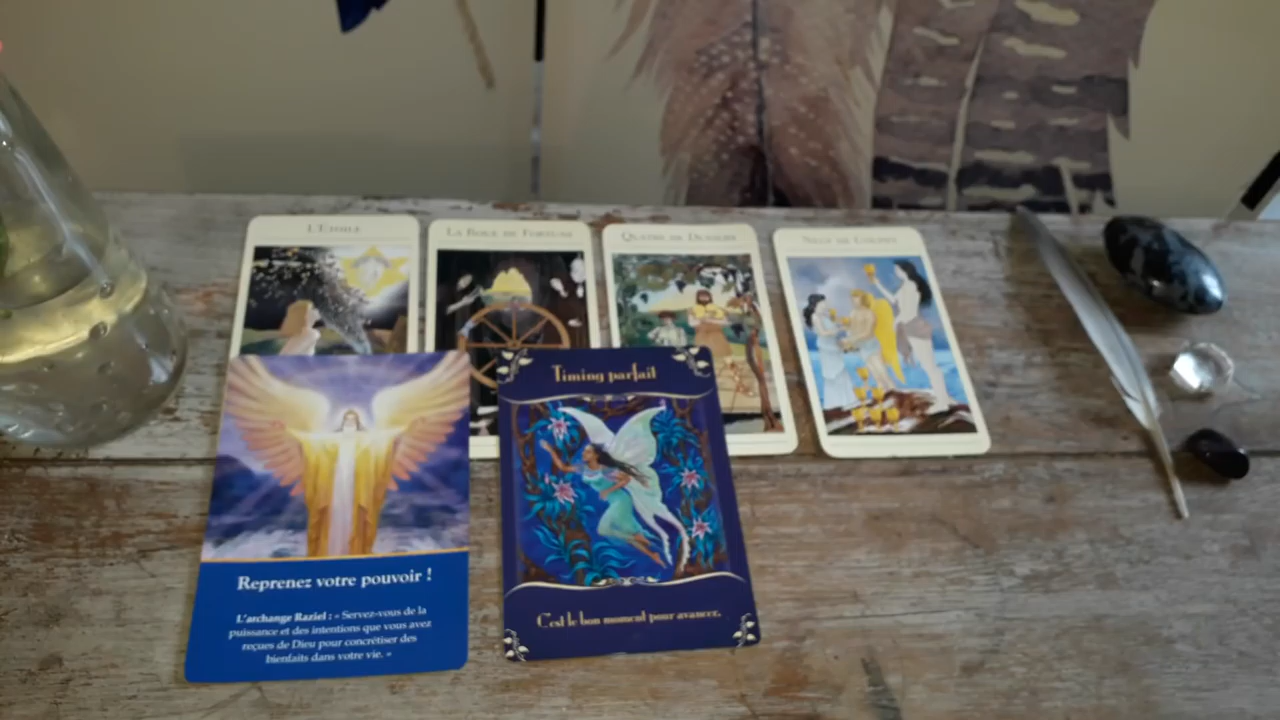 L'Etoile
La Roue de Fortune
Quatre de Deniers
Neuf de Coupes
Timing parfait
C'est le bon moment pour avancer.
Reprenez votre pouvoir !
L'archange Raziel : « Servez-vous de la
puissance et des intentions que vous avez
reçues de Dieu pour concrétiser des
bienfaits dans votre vie. »